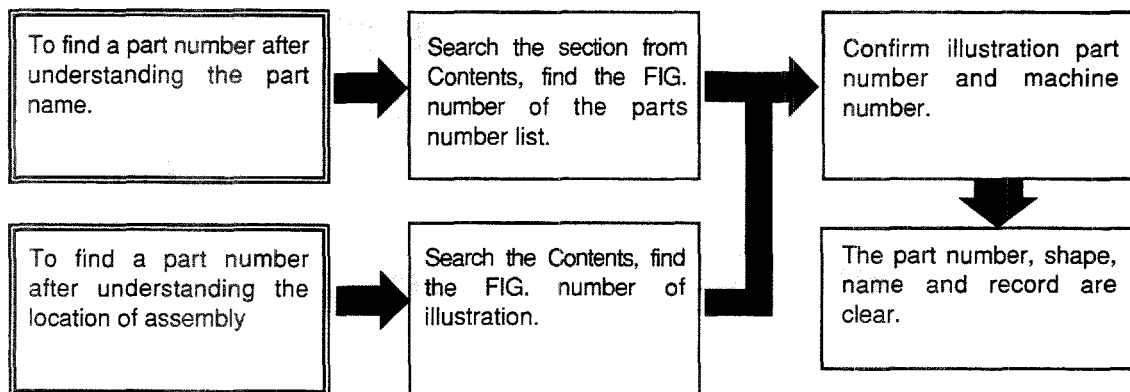 To find a part number after
understanding the part
name.
Search the section from
Contents, find the FIG.
number of the parts
number list.
Confirm illustration part
number and machine
number.
To find a part number
after understanding the
location of assembly
Search the Contents, find
the FIG. number of
illustration.
The part number, shape,
name and record are
clear.